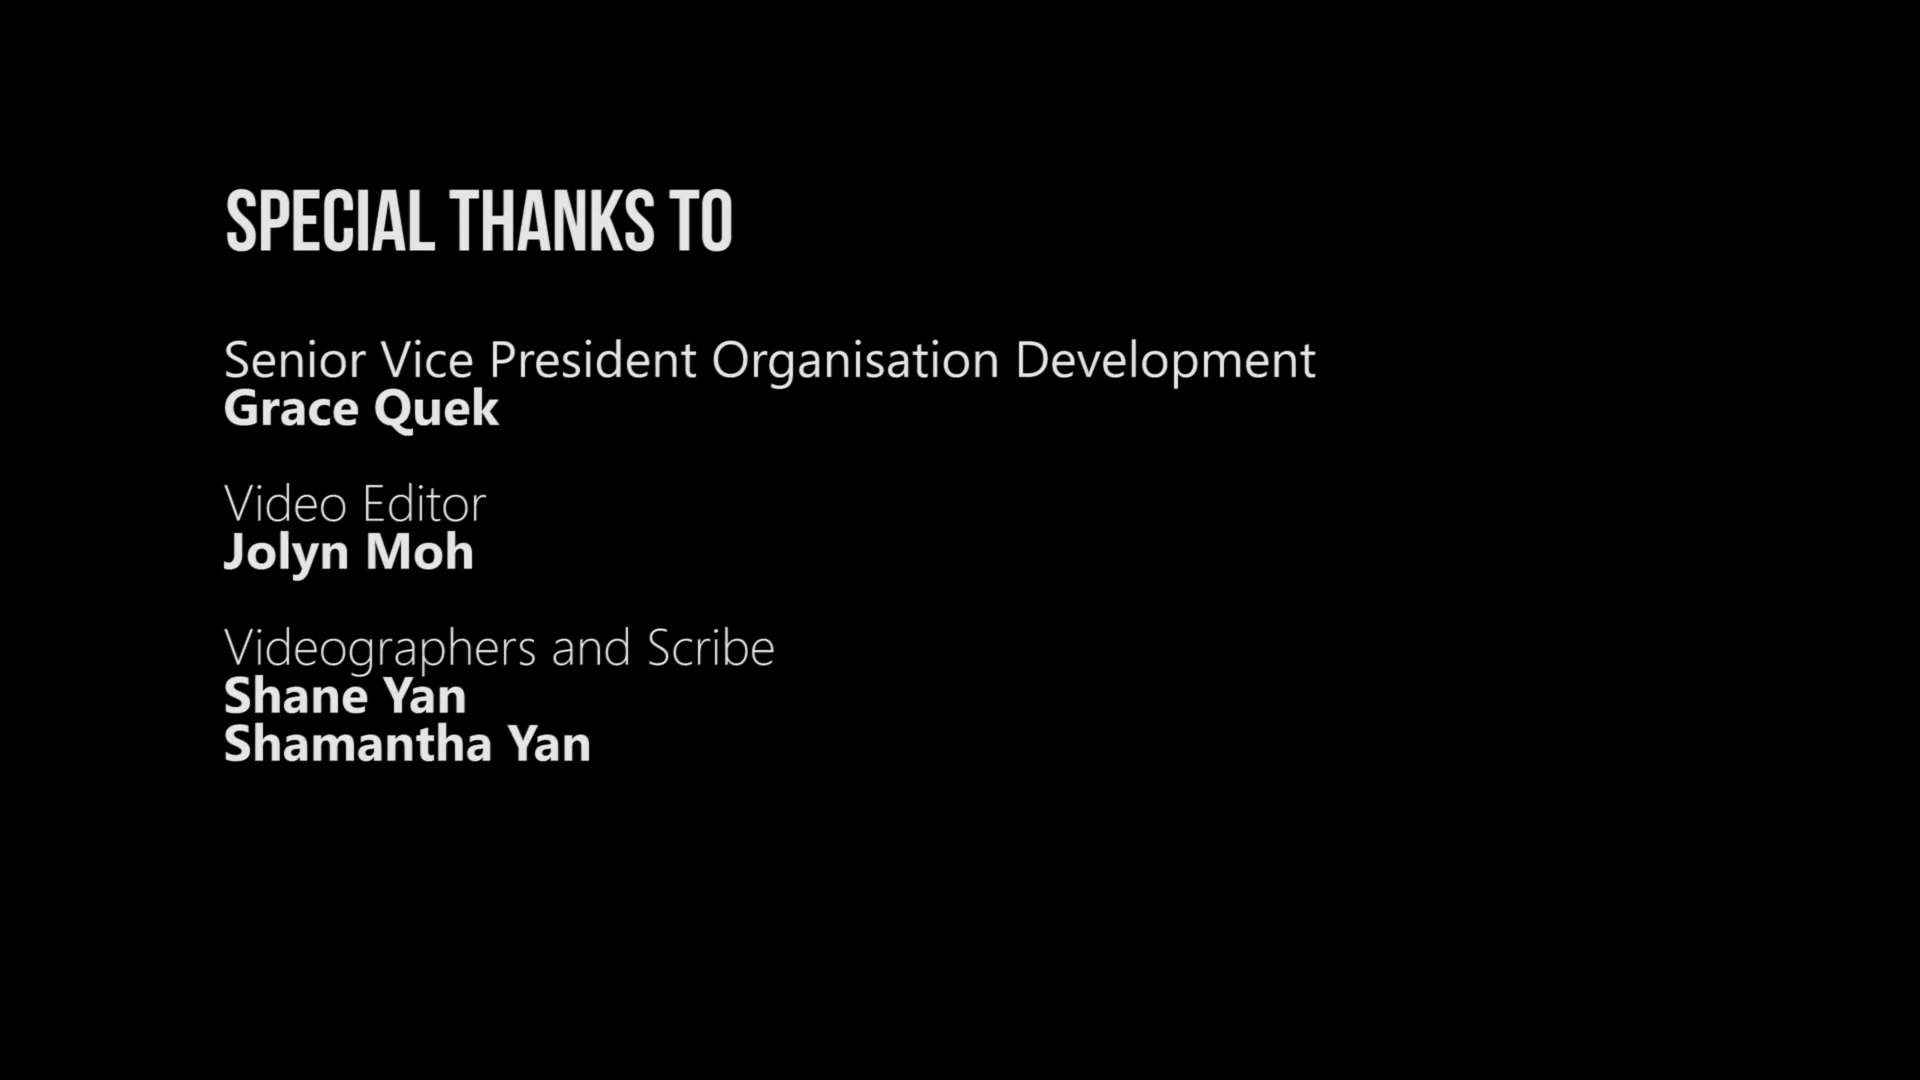 SPECIAL THANKS TO
Senior Vice President Organisation Development
Grace Quek
Video Editor
Jolyn Moh
Videographers and Scribe
Shane Yan
Shamantha Yan